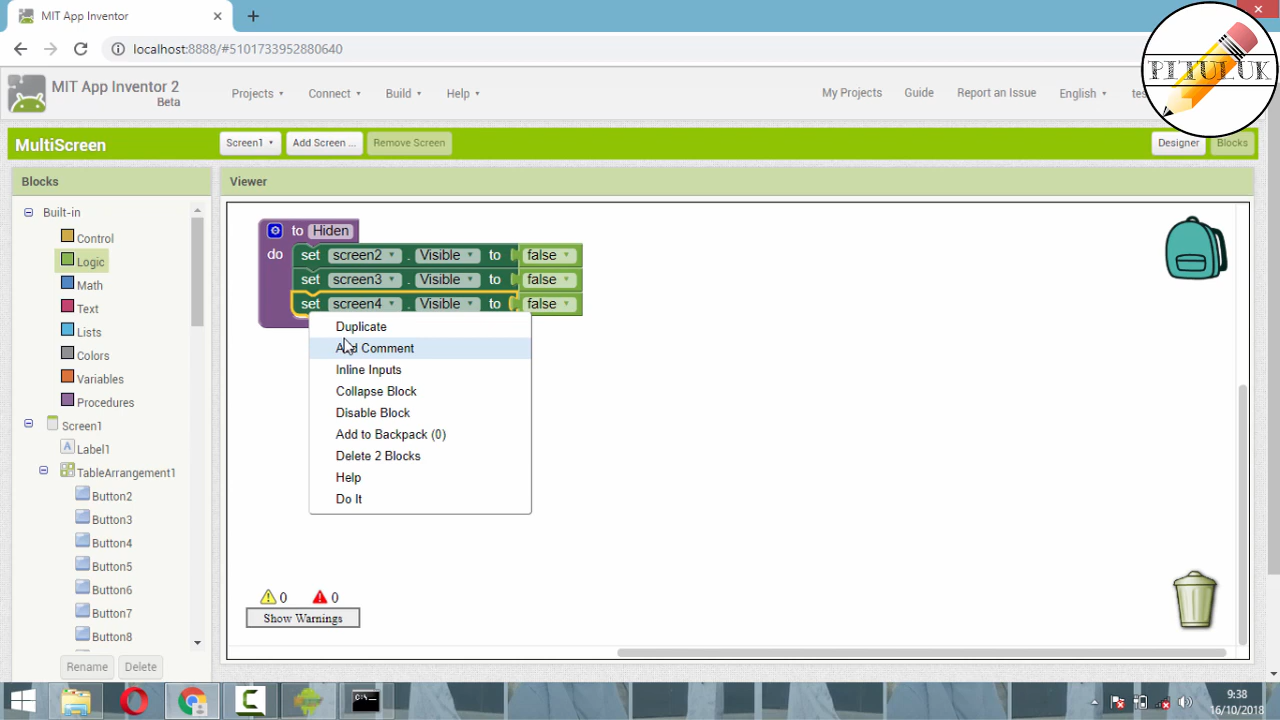 MIT App Inventor
localhost:8888/#5101733952880640
PITULUK
MIT App Inventor 2
Beta
Projects
Connect
Build
Help
My Projects
Guide
Report an Issue
English
MultiScreen
Screen1
Add Screen ...
Remove Screen
Designer
Blocks
Blocks
Viewer
Built-in
Control
Logic
Math
Text
Lists
Colors
Variables
Procedures
Screen1
Label1
TableArrangement1
Button2
Button3
Button4
Button5
Button6
Button7
Button8
Rename
Delete
to Hiden
do set screen2 . Visible to false
set screen3 . Visible to false
set screen4 . Visible to false
Duplicate
Add Comment
Inline Inputs
Collapse Block
Disable Block
Add to Backpack (0)
Delete 2 Blocks
Help
Do It
0 0
Show Warnings
9:38
16/10/2018